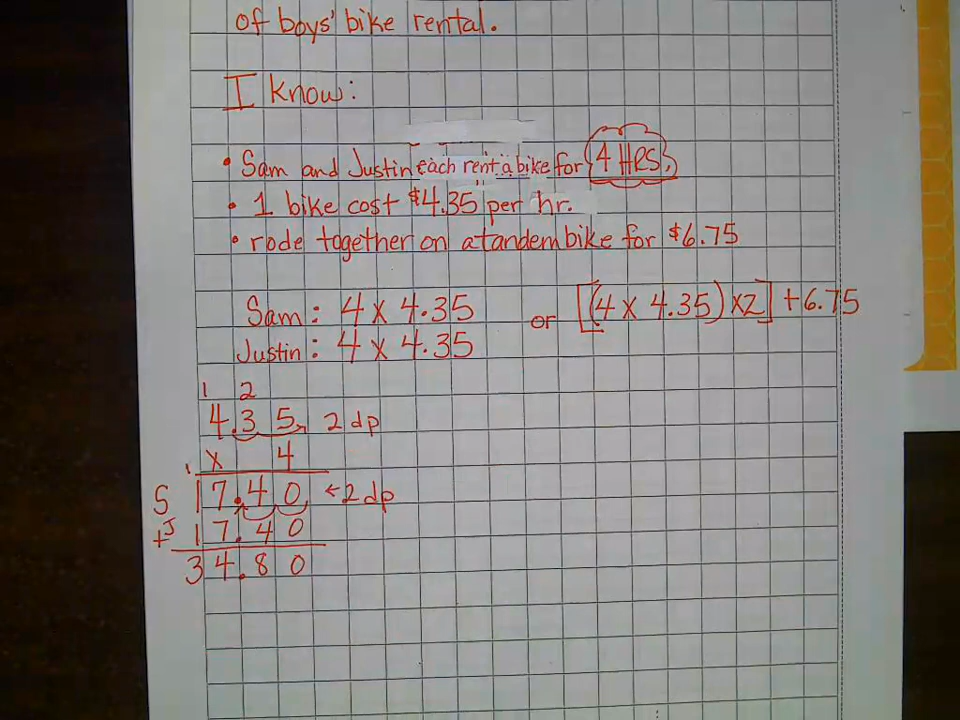 of boys' bike rental.
I know:
• Sam and Justin each rent a bike for 4 Hrs.
• 1 bike cost $4.35 per hr.
• rode together on a tandem bike for $6.75
Sam: 4 x 4.35 or [(4 x 4.35) x 2] + 6.75
Justin: 4 x 4.35
1 2
4.35 2 dp
x 4
1
S 17.40 ← 2 dp
+J 17.40
34.80